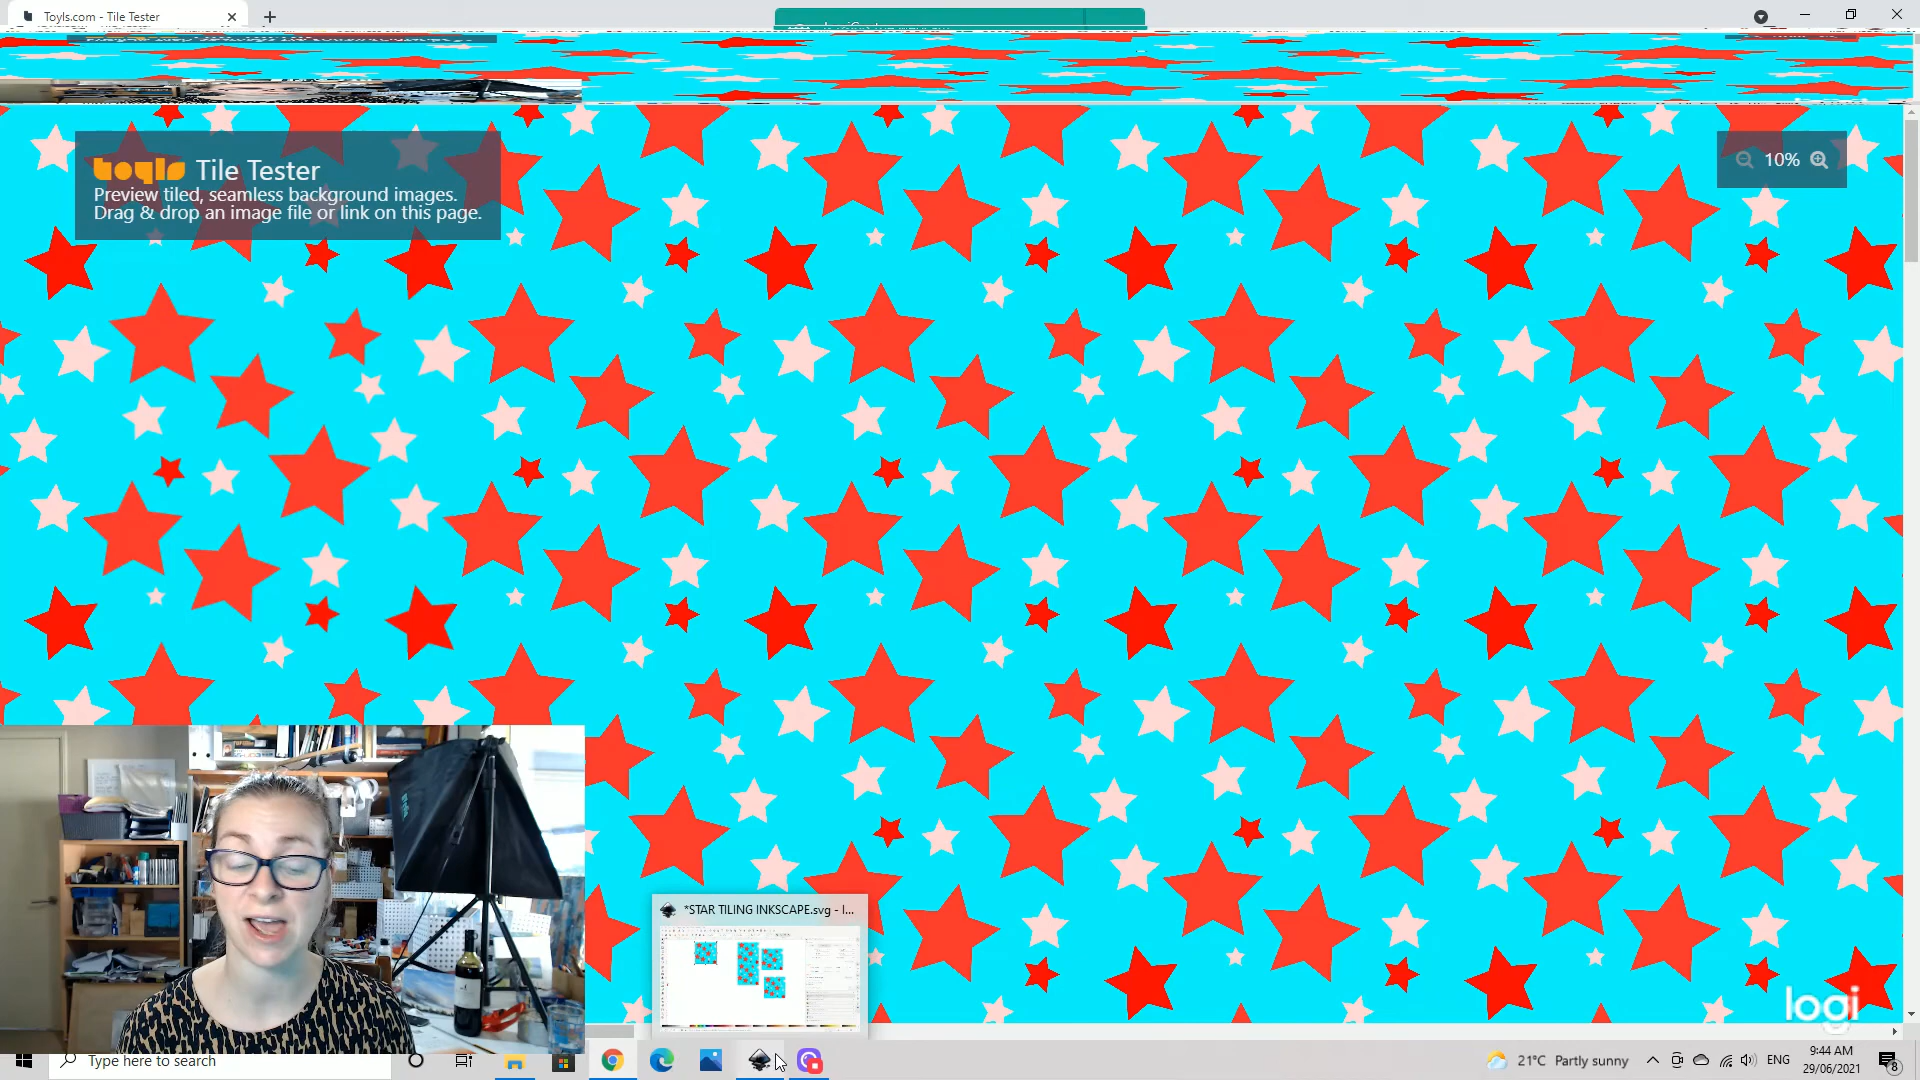 Toyls.com - Tile Tester
toyls Tile Tester
Preview tiled, seamless background images.
Drag & drop an image file or link on this page.
10%
*STAR TILING INKSCAPE.svg - I...
logi
Type here to search
21°C Partly sunny
ENG
9:44 AM
29/06/2021
8